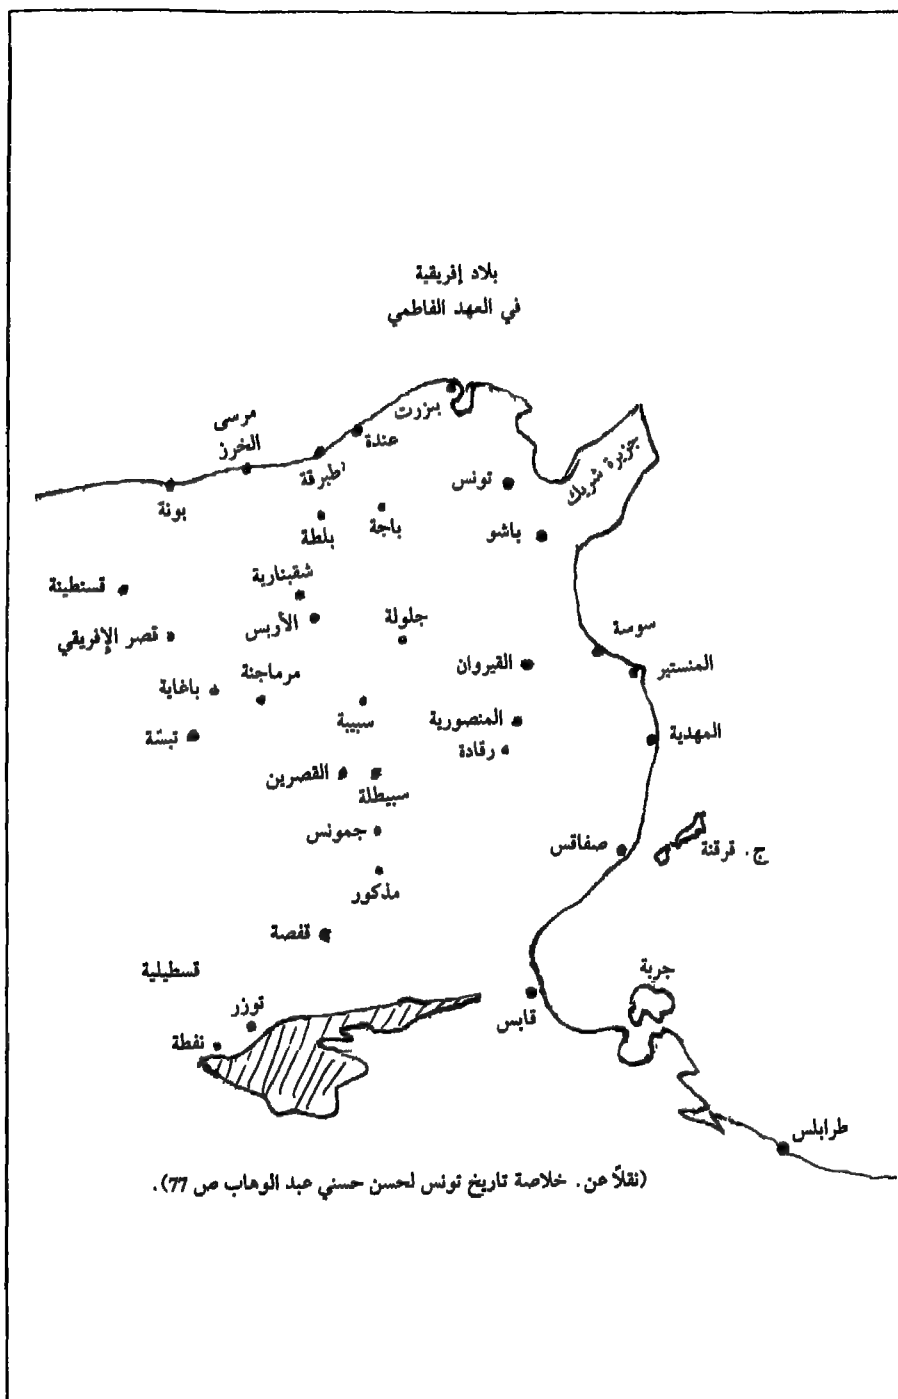 بلاد إفريقية
في العهد الفاطمي
بنزرت
مرسى
الخرز
عندة
طبرقة
بونة
جزيرة شريك
تونس
باجة
بلطة
باشو
شقبنارية
قسنطينة
الأربس
جلولة
سوسة
قصر الإفريقي
القيروان
المنستير
مرماجنة
باغاية
سبيبة
المنصورية
المهدية
تبسّة
رقادة
القصرين
سبيطلة
جمونس
صفاقس
ج. قرقنة
مذكور
قفصة
قسطيلية
جربة
توزر
قابس
نفطة
طرابلس
(نقلاً عن. خلاصة تاريخ تونس لحسن حسني عبد الوهاب ص 77).